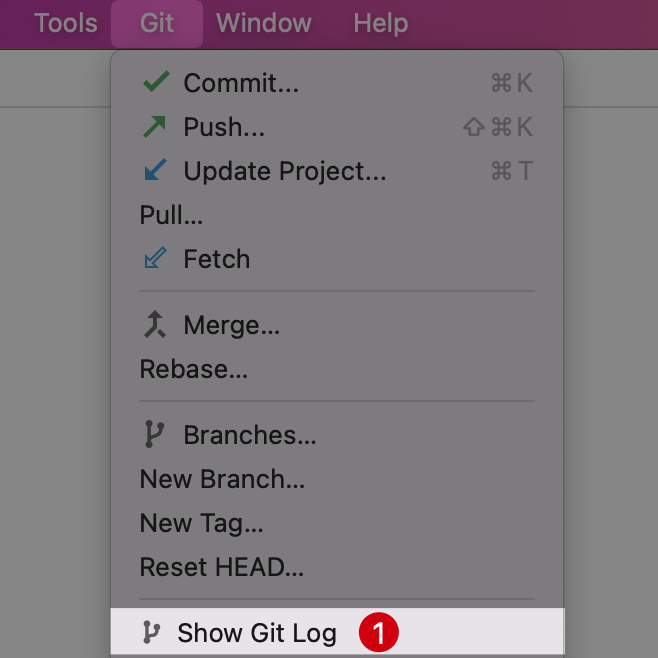 Tools Git Window Help
Commit... ⌘K
Push... ⇧⌘K
Update Project... ⌘T
Pull...
Fetch
Merge...
Rebase...
Branches...
New Branch...
New Tag...
Reset HEAD...
Show Git Log 1